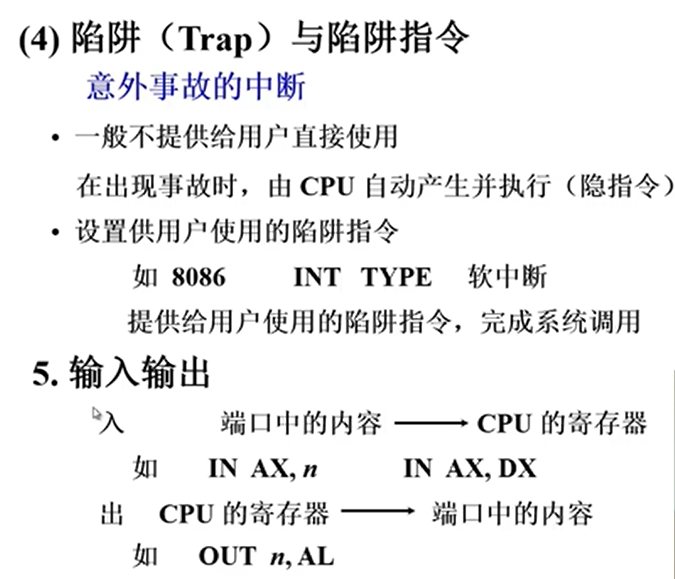 (4) 陷阱（Trap）与陷阱指令
意外事故的中断
• 一般不提供给用户直接使用
在出现事故时，由 CPU 自动产生并执行（隐指令）
• 设置供用户使用的陷阱指令
如 8086 INT TYPE 软中断
提供给用户使用的陷阱指令，完成系统调用
5. 输入输出
入 端口中的内容 → CPU 的寄存器
如 IN AX, n IN AX, DX
出 CPU 的寄存器 → 端口中的内容
如 OUT n, AL